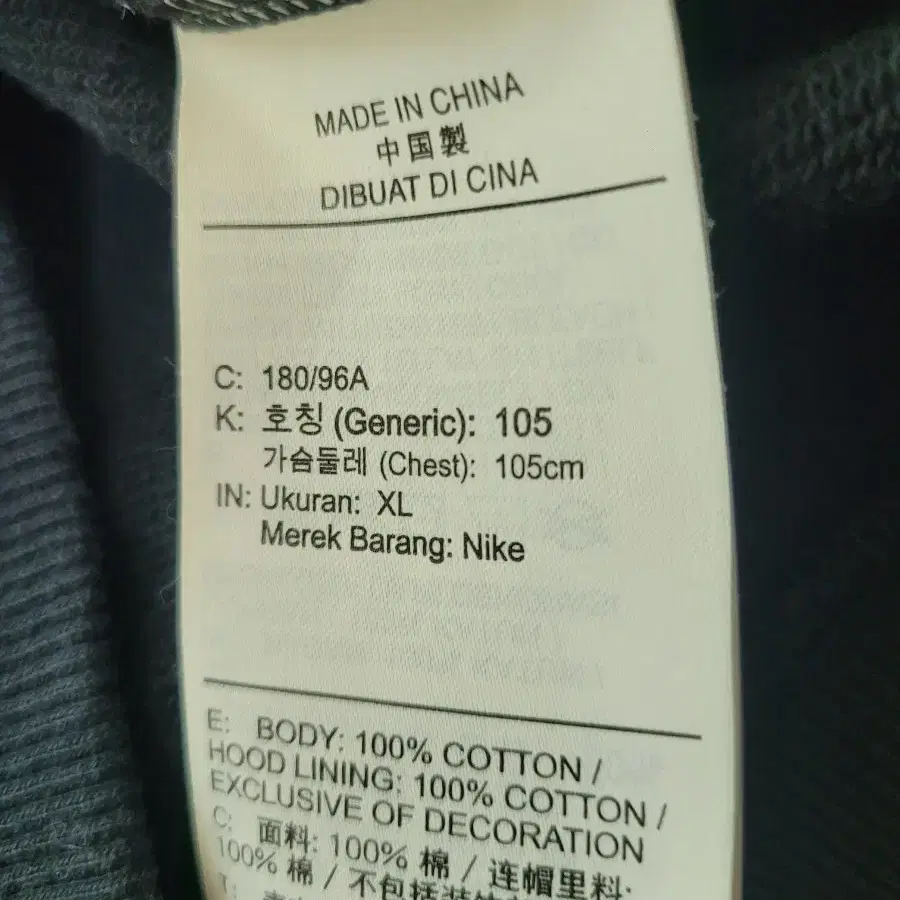 MADE IN CHINA
中国製
DIBUAT DI CINA
C: 180/96A
K: 호칭 (Generic): 105
가슴둘레 (Chest): 105cm
IN: Ukuran: XL
Merek Barang: Nike
E: BODY: 100% COTTON /
HOOD LINING: 100% COTTON /
EXCLUSIVE OF DECORATION
C: 面料: 100% 棉 / 连帽里料:
100% 棉 / 不包括装饰
T: